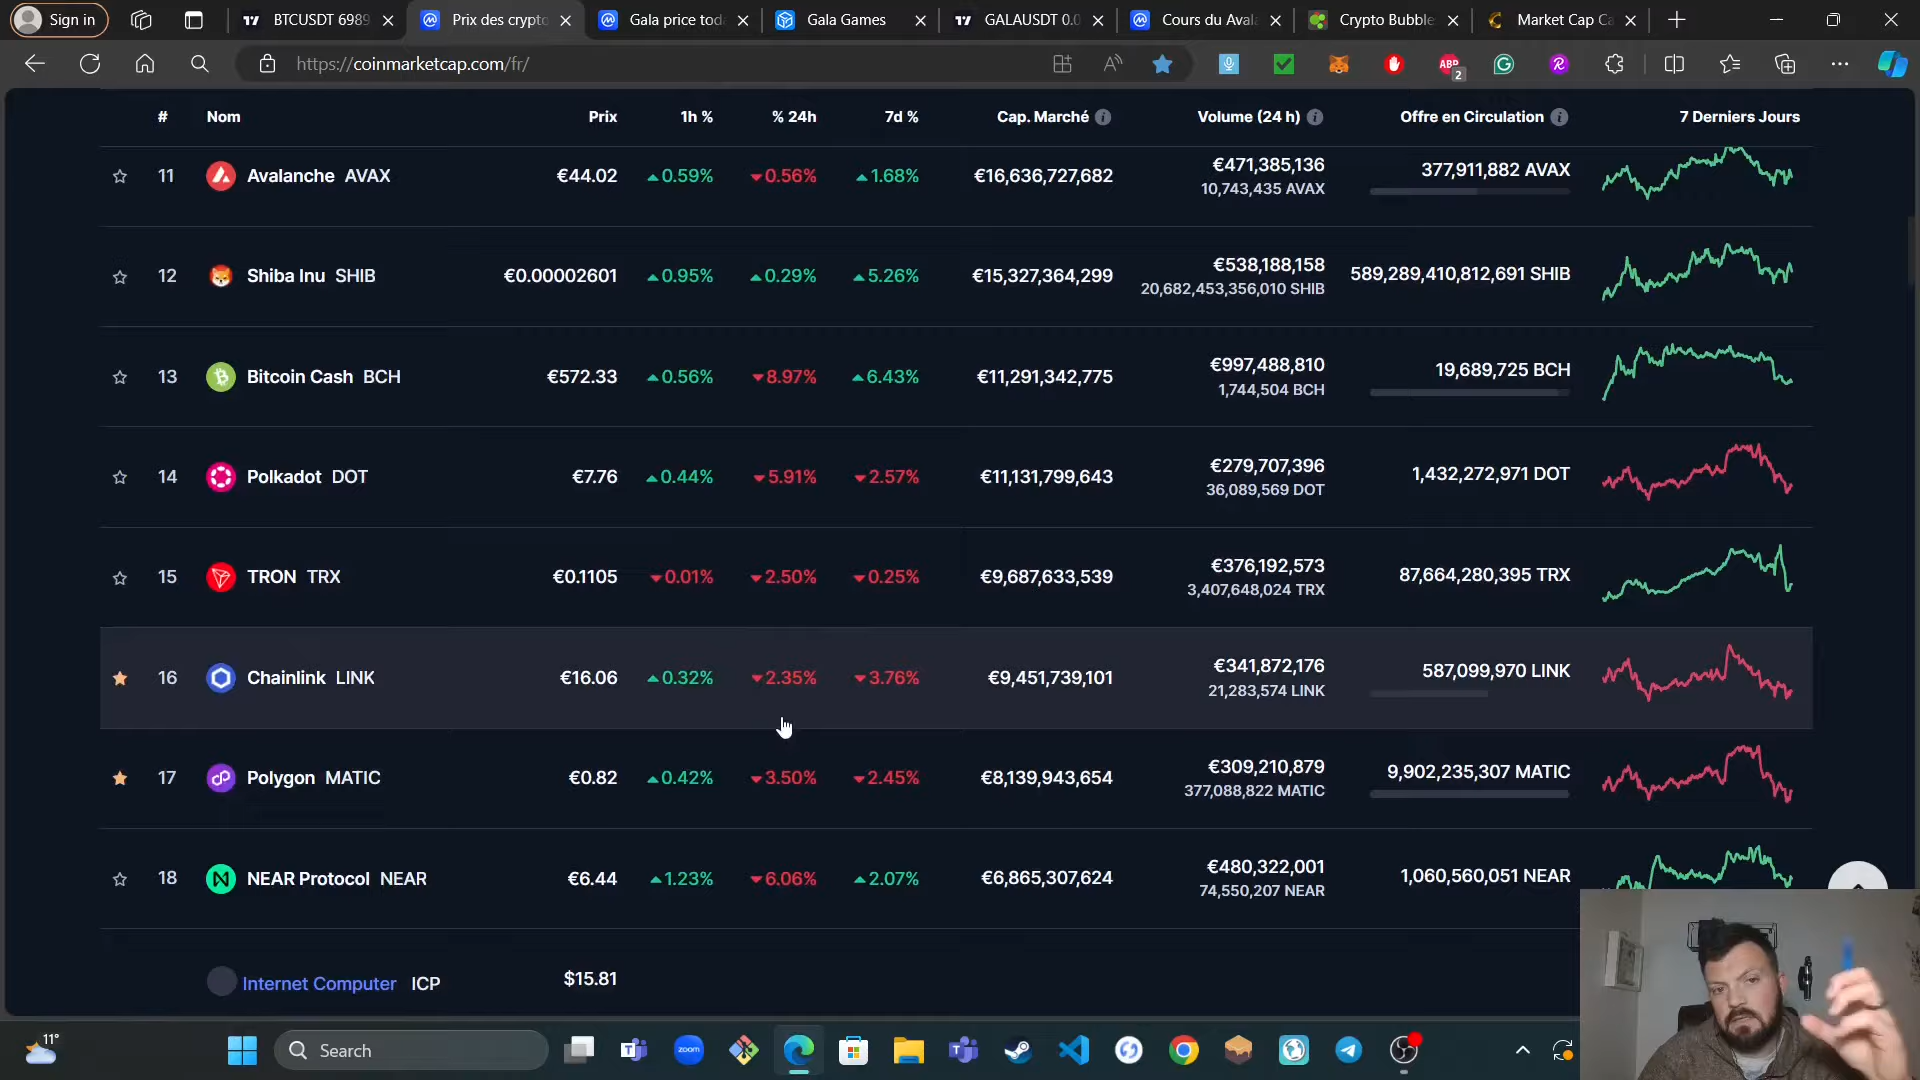 Sign in
BTCUSDT 6989
Prix des crypto
Gala price toda
Gala Games
GALAUSDT 0.0
Cours du Aval
Crypto Bubble
Market Cap Ca
https://coinmarketcap.com/fr/
ABP
2
# Nom Prix 1h % % 24h 7d % Cap. Marché Volume (24 h) Offre en Circulation 7 Derniers Jours
11 Avalanche AVAX €44.02 0.59% 0.56% 1.68% €16,636,727,682 €471,385,136 377,911,882 AVAX
10,743,435 AVAX
12 Shiba Inu SHIB €0.00002601 0.95% 0.29% 5.26% €15,327,364,299 €538,188,158 589,289,410,812,691 SHIB
20,682,453,356,010 SHIB
13 Bitcoin Cash BCH €572.33 0.56% 8.97% 6.43% €11,291,342,775 €997,488,810 19,689,725 BCH
1,744,504 BCH
14 Polkadot DOT €7.76 0.44% 5.91% 2.57% €11,131,799,643 €279,707,396 1,432,272,971 DOT
36,089,569 DOT
15 TRON TRX €0.1105 0.01% 2.50% 0.25% €9,687,633,539 €376,192,573 87,664,280,395 TRX
3,407,648,024 TRX
16 Chainlink LINK €16.06 0.32% 2.35% 3.76% €9,451,739,101 €341,872,176 587,099,970 LINK
21,283,574 LINK
17 Polygon MATIC €0.82 0.42% 3.50% 2.45% €8,139,943,654 €309,210,879 9,902,235,307 MATIC
377,088,822 MATIC
18 NEAR Protocol NEAR €6.44 1.23% 6.06% 2.07% €6,865,307,624 €480,322,001 1,060,560,051 NEAR
74,550,207 NEAR
Internet Computer ICP $15.81
11°
Search
zoom